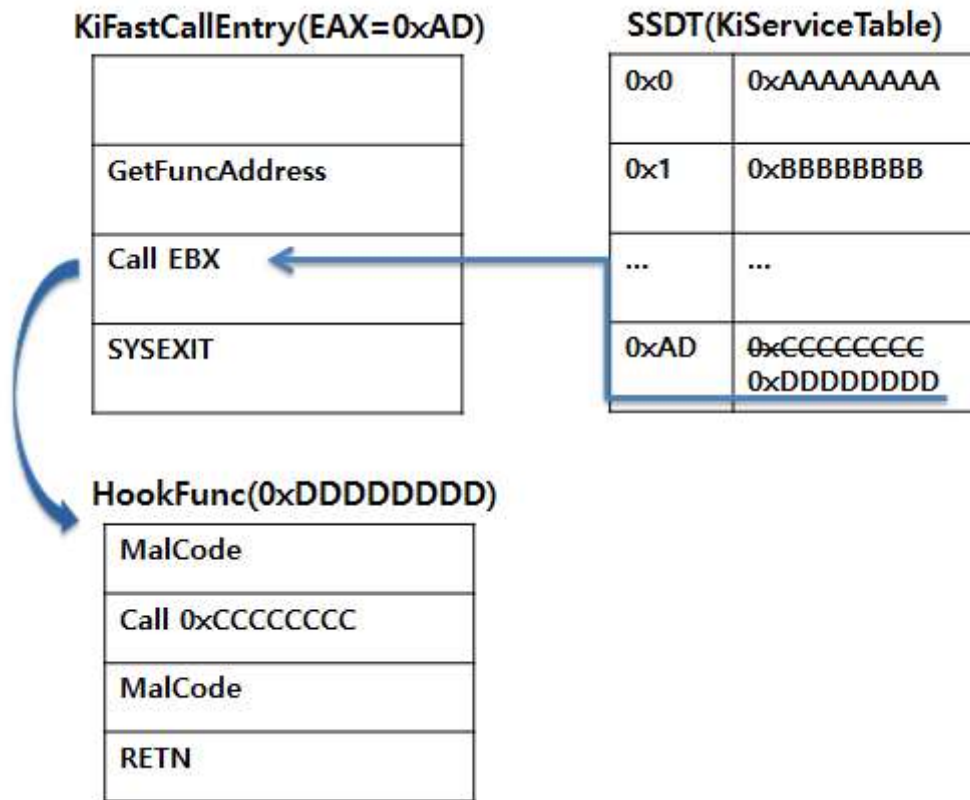 KiFastCallEntry(EAX=0xAD)
GetFuncAddress
Call EBX
SYSEXIT
SSDT(KiServiceTable)
0x0 0xAAAAAAAA
0x1 0xBBBBBBBB
... ...
0xAD 0xCCCCCCCC
0xDDDDDDDD
HookFunc(0xDDDDDDDD)
MalCode
Call 0xCCCCCCCC
MalCode
RETN